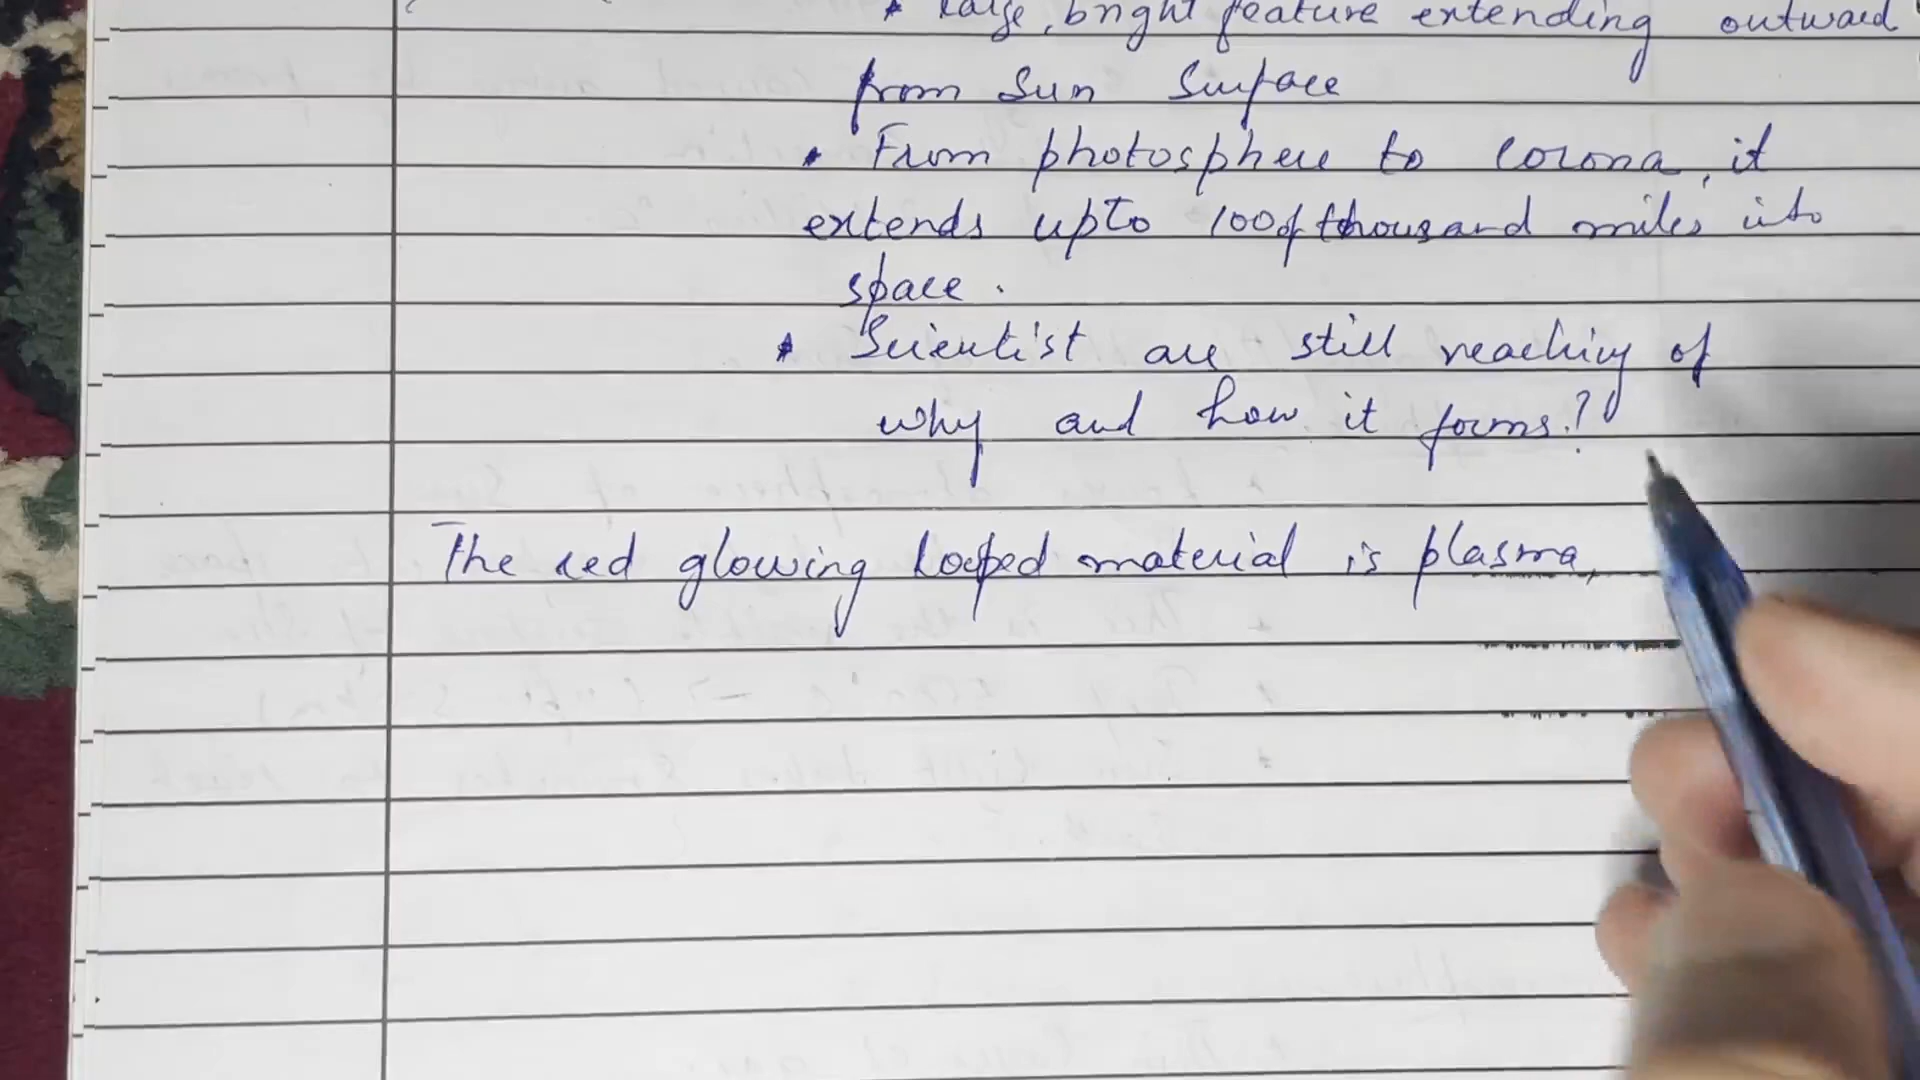 * Large, bright feature extending outward
from Sun Surface
* From photosphere to corona, it
extends upto 100of thousand miles into
space.
* Scientist are still reaching of
why and how it forms?
The red glowing looped material is plasma,